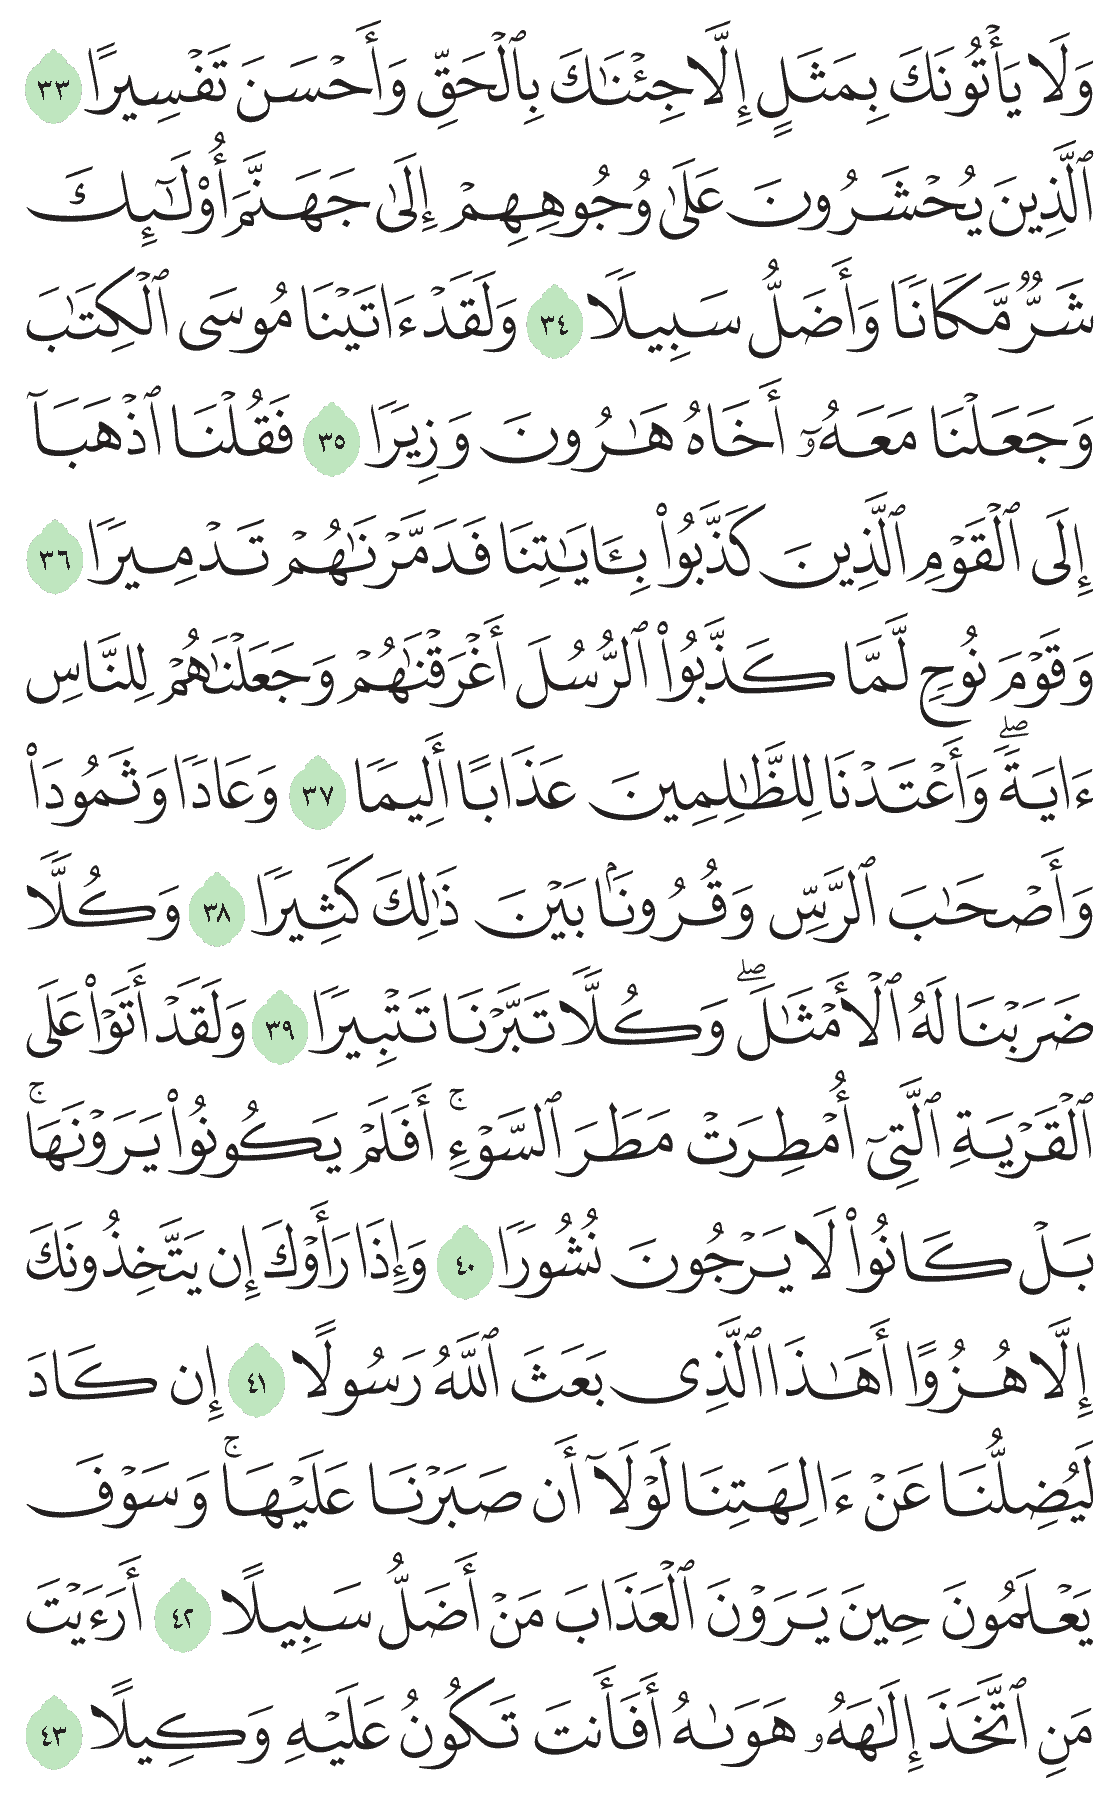 وَلَا يَأْتُونَكَ بِمَثَلٍ إِلَّا جِئْنَٰكَ بِٱلْحَقِّ وَأَحْسَنَ تَفْسِيرًا ٣٣
ٱلَّذِينَ يُحْشَرُونَ عَلَىٰ وُجُوهِهِمْ إِلَىٰ جَهَنَّمَ أُو۟لَٰٓئِكَ
شَرٌّ مَّكَانًا وَأَضَلُّ سَبِيلًا ٣٤ وَلَقَدْ ءَاتَيْنَا مُوسَى ٱلْكِتَٰبَ
وَجَعَلْنَا مَعَهُۥٓ أَخَاهُ هَٰرُونَ وَزِيرًا ٣٥ فَقُلْنَا ٱذْهَبَآ
إِلَى ٱلْقَوْمِ ٱلَّذِينَ كَذَّبُوا۟ بِـَٔايَٰتِنَا فَدَمَّرْنَٰهُمْ تَدْمِيرًا ٣٦
وَقَوْمَ نُوحٍ لَّمَّا كَذَّبُوا۟ ٱلرُّسُلَ أَغْرَقْنَٰهُمْ وَجَعَلْنَٰهُمْ لِلنَّاسِ
ءَايَةً ۖ وَأَعْتَدْنَا لِلظَّٰلِمِينَ عَذَابًا أَلِيمًا ٣٧ وَعَادًا وَثَمُودَا۟
وَأَصْحَٰبَ ٱلرَّسِّ وَقُرُونًۢا بَيْنَ ذَٰلِكَ كَثِيرًا ٣٨ وَكُلًّا
ضَرَبْنَا لَهُ ٱلْأَمْثَٰلَ ۖ وَكُلًّا تَبَّرْنَا تَتْبِيرًا ٣٩ وَلَقَدْ أَتَوْا۟ عَلَى
ٱلْقَرْيَةِ ٱلَّتِىٓ أُمْطِرَتْ مَطَرَ ٱلسَّوْءِ ۚ أَفَلَمْ يَكُونُوا۟ يَرَوْنَهَا ۚ
بَلْ كَانُوا۟ لَا يَرْجُونَ نُشُورًا ٤٠ وَإِذَا رَأَوْكَ إِن يَتَّخِذُونَكَ
إِلَّا هُزُوًا أَهَٰذَا ٱلَّذِى بَعَثَ ٱللَّهُ رَسُولًا ٤١ إِن كَادَ
لَيُضِلُّنَا عَنْ ءَالِهَتِنَا لَوْلَآ أَن صَبَرْنَا عَلَيْهَا ۚ وَسَوْفَ
يَعْلَمُونَ حِينَ يَرَوْنَ ٱلْعَذَابَ مَنْ أَضَلُّ سَبِيلًا ٤٢ أَرَءَيْتَ
مَنِ ٱتَّخَذَ إِلَٰهَهُۥ هَوَىٰهُ أَفَأَنتَ تَكُونُ عَلَيْهِ وَكِيلًا ٤٣